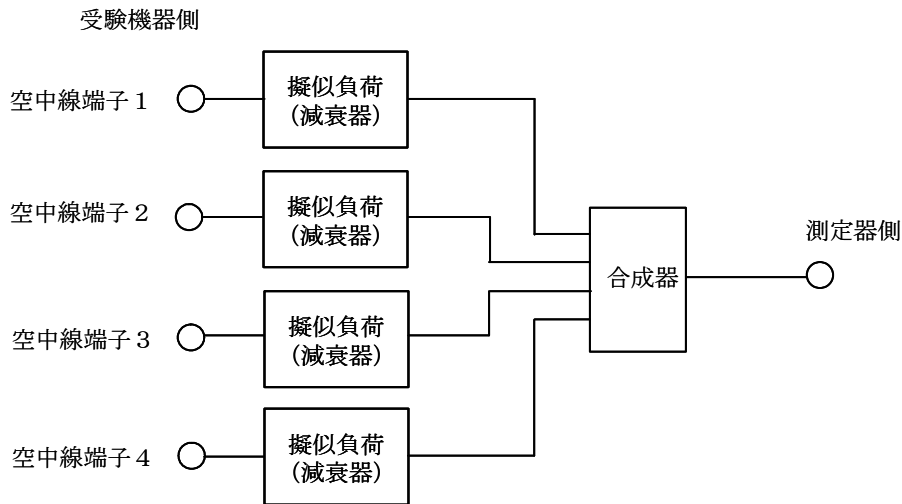 受験機器側
空中線端子1
擬似負荷
(減衰器)
空中線端子2
擬似負荷
(減衰器)
合成器
測定器側
空中線端子3
擬似負荷
(減衰器)
空中線端子4
擬似負荷
(減衰器)